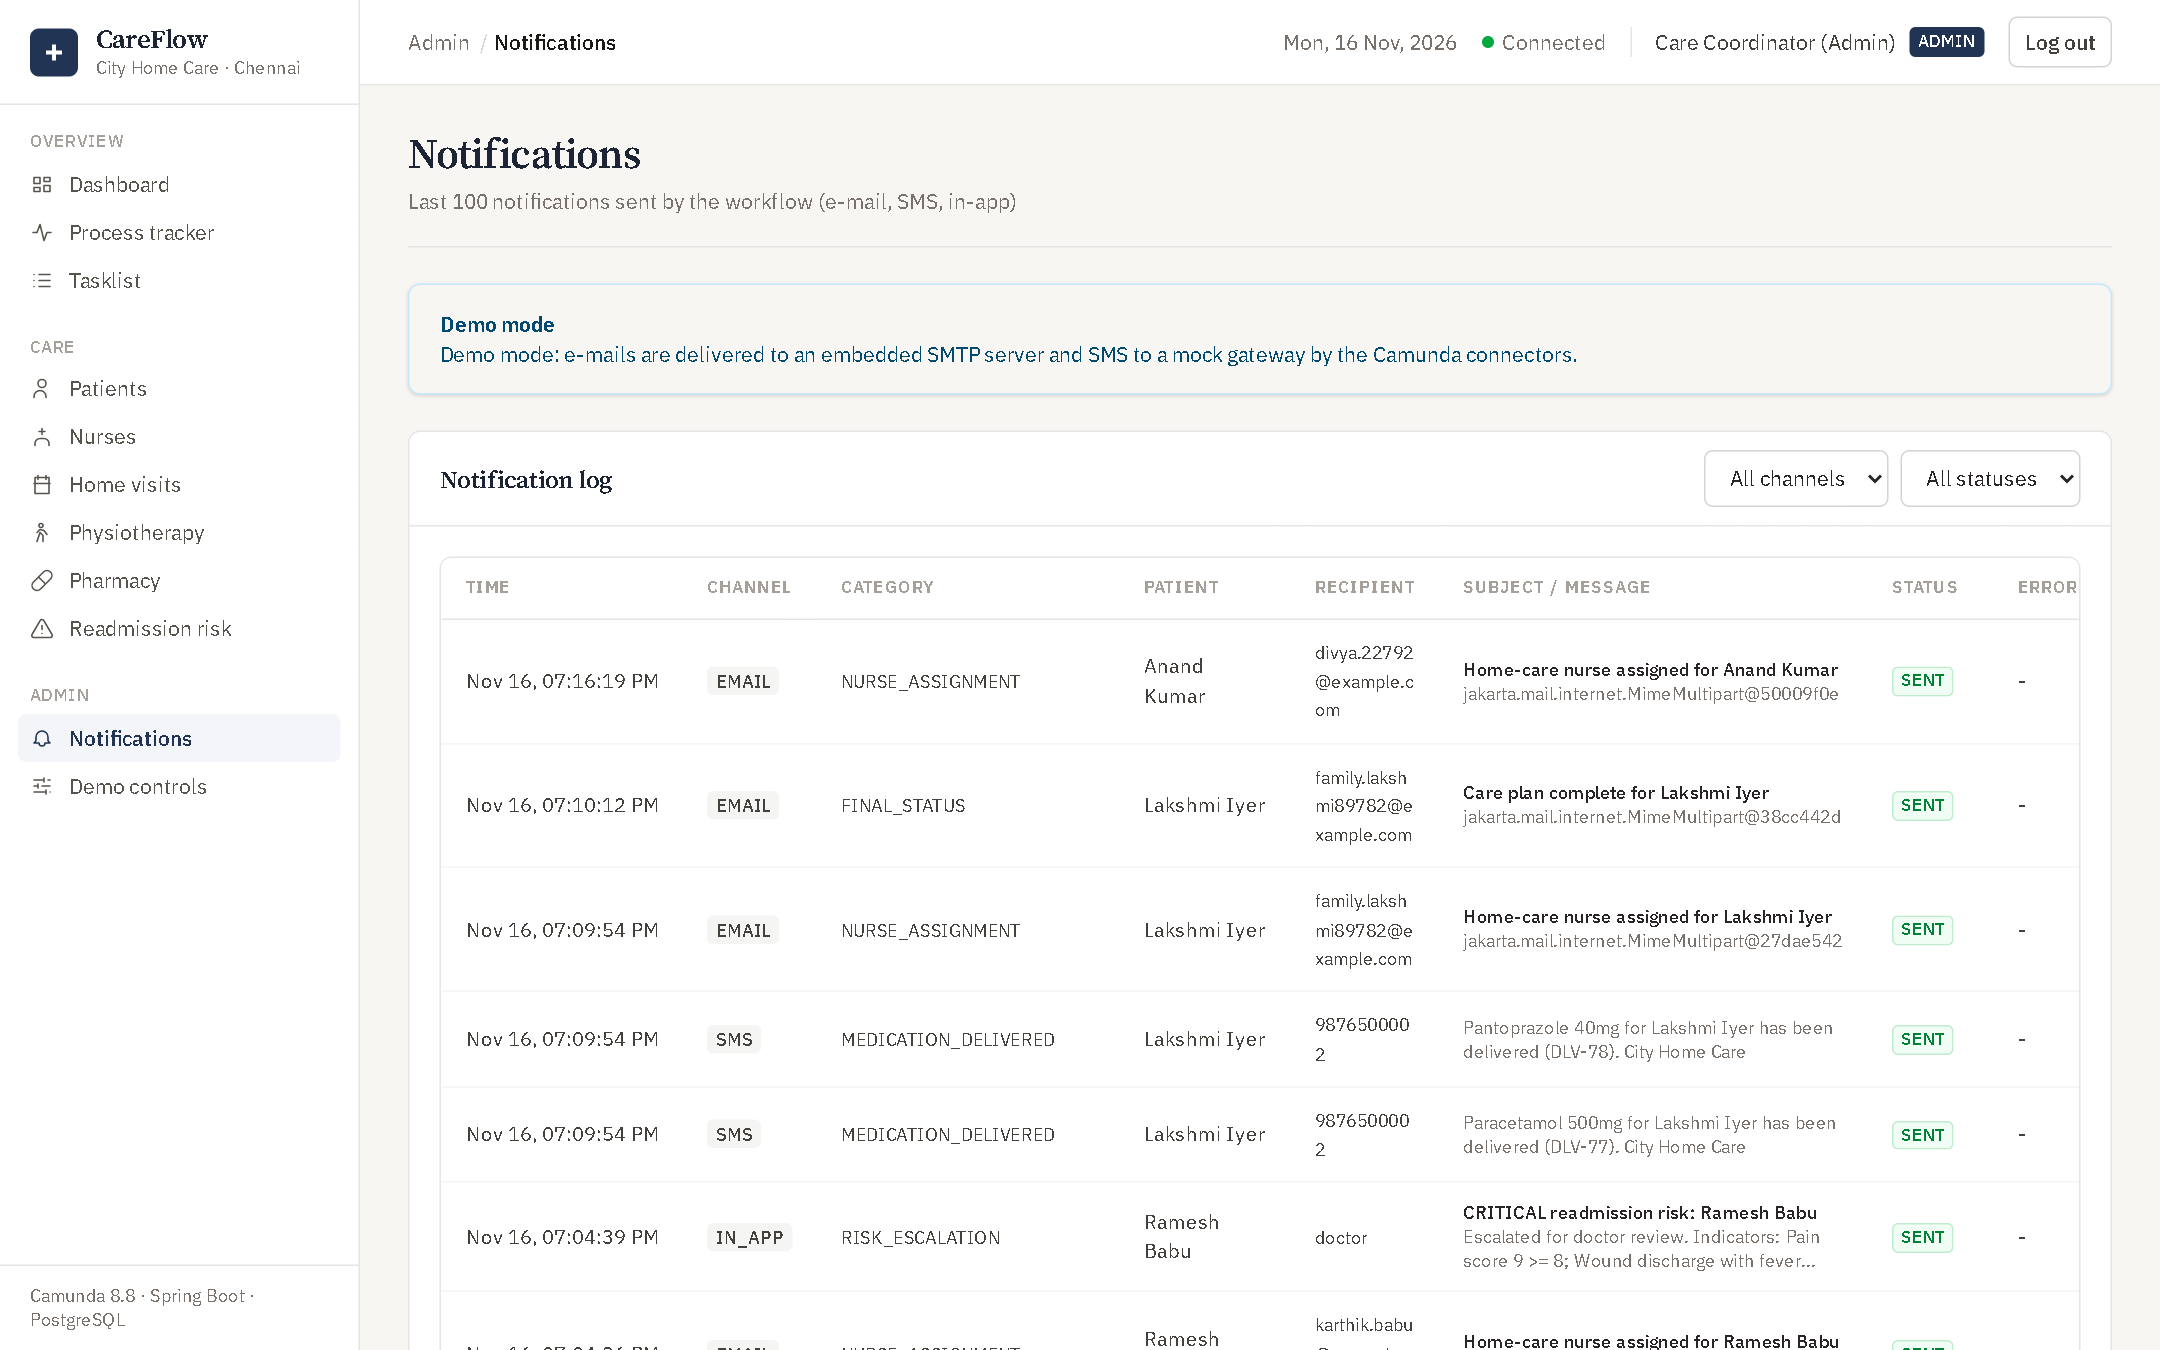 CareFlow
City Home Care · Chennai
OVERVIEW
Dashboard
Process tracker
Tasklist
CARE
Patients
Nurses
Home visits
Physiotherapy
Pharmacy
Readmission risk
ADMIN
Notifications
Demo controls
Camunda 8.8 · Spring Boot ·
PostgreSQL
Admin / Notifications
Mon, 16 Nov, 2026 Connected Care Coordinator (Admin) ADMIN Log out
Notifications
Last 100 notifications sent by the workflow (e-mail, SMS, in-app)
Demo mode
Demo mode: e-mails are delivered to an embedded SMTP server and SMS to a mock gateway by the Camunda connectors.
Notification log All channels All statuses
TIME CHANNEL CATEGORY PATIENT RECIPIENT SUBJECT / MESSAGE STATUS ERROR
Nov 16, 07:16:19 PM EMAIL NURSE_ASSIGNMENT
Anand
Kumar
divya.22792
@example.c
om
Home-care nurse assigned for Anand Kumar
jakarta.mail.internet.MimeMultipart@50009f0e
SENT -
Nov 16, 07:10:12 PM EMAIL FINAL_STATUS Lakshmi Iyer
family.laksh
mi89782@e
xample.com
Care plan complete for Lakshmi Iyer
jakarta.mail.internet.MimeMultipart@38cc442d
SENT -
Nov 16, 07:09:54 PM EMAIL NURSE_ASSIGNMENT Lakshmi Iyer
family.laksh
mi89782@e
xample.com
Home-care nurse assigned for Lakshmi Iyer
jakarta.mail.internet.MimeMultipart@27dae542
SENT -
Nov 16, 07:09:54 PM SMS MEDICATION_DELIVERED Lakshmi Iyer
987650000
2
Pantoprazole 40mg for Lakshmi Iyer has been
delivered (DLV-78). City Home Care
SENT -
Nov 16, 07:09:54 PM SMS MEDICATION_DELIVERED Lakshmi Iyer
987650000
2
Paracetamol 500mg for Lakshmi Iyer has been
delivered (DLV-77). City Home Care
SENT -
Nov 16, 07:04:39 PM IN_APP RISK_ESCALATION
Ramesh
Babu
doctor
CRITICAL readmission risk: Ramesh Babu
Escalated for doctor review. Indicators: Pain
score 9 >= 8; Wound discharge with fever...
SENT -
Ramesh
karthik.babu
Home-care nurse assigned for Ramesh Babu